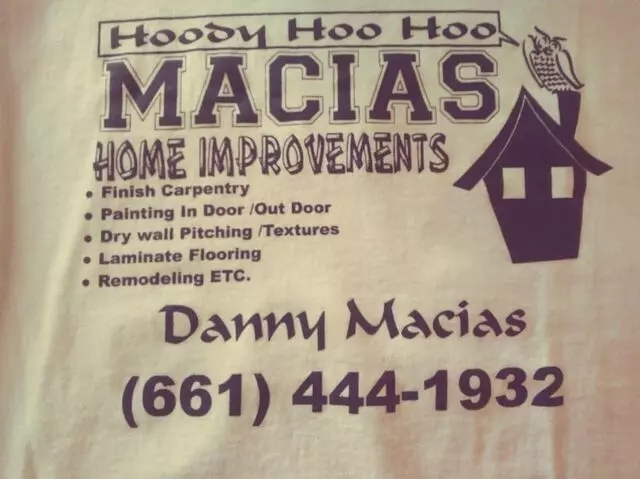 Hoody Hoo Hoo
MACIAS
HOME IMPROVEMENTS
• Finish Carpentry
• Painting In Door /Out Door
• Dry wall Pitching /Textures
• Laminate Flooring
• Remodeling ETC.
Danny Macias
(661) 444-1932